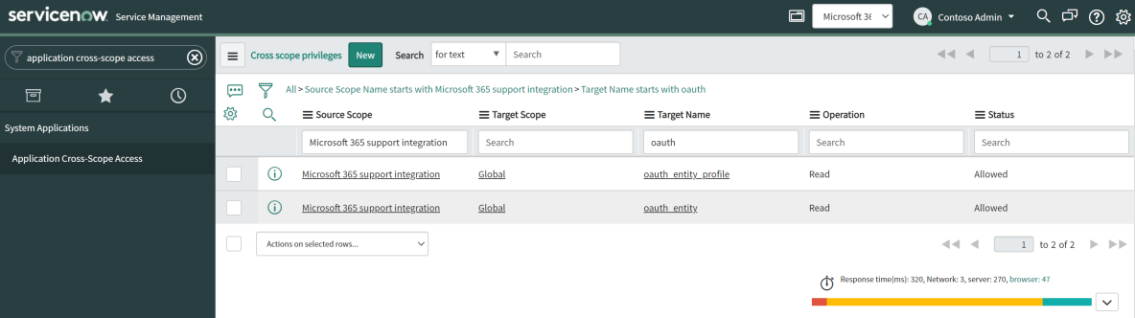 servicenow Service Management
Microsoft 36
CA Contoso Admin
application cross-scope access
System Applications
Application Cross-Scope Access
Cross scope privileges New Search for text Search
1 to 2 of 2
All > Source Scope Name starts with Microsoft 365 support integration > Target Name starts with oauth
Source Scope Target Scope Target Name Operation Status
Microsoft 365 support integration Search oauth Search Search
Microsoft 365 support integration Global oauth_entity_profile Read Allowed
Microsoft 365 support integration Global oauth_entity Read Allowed
Actions on selected rows...
1 to 2 of 2
Response time(ms): 320, Network: 3, server: 270, browser: 47